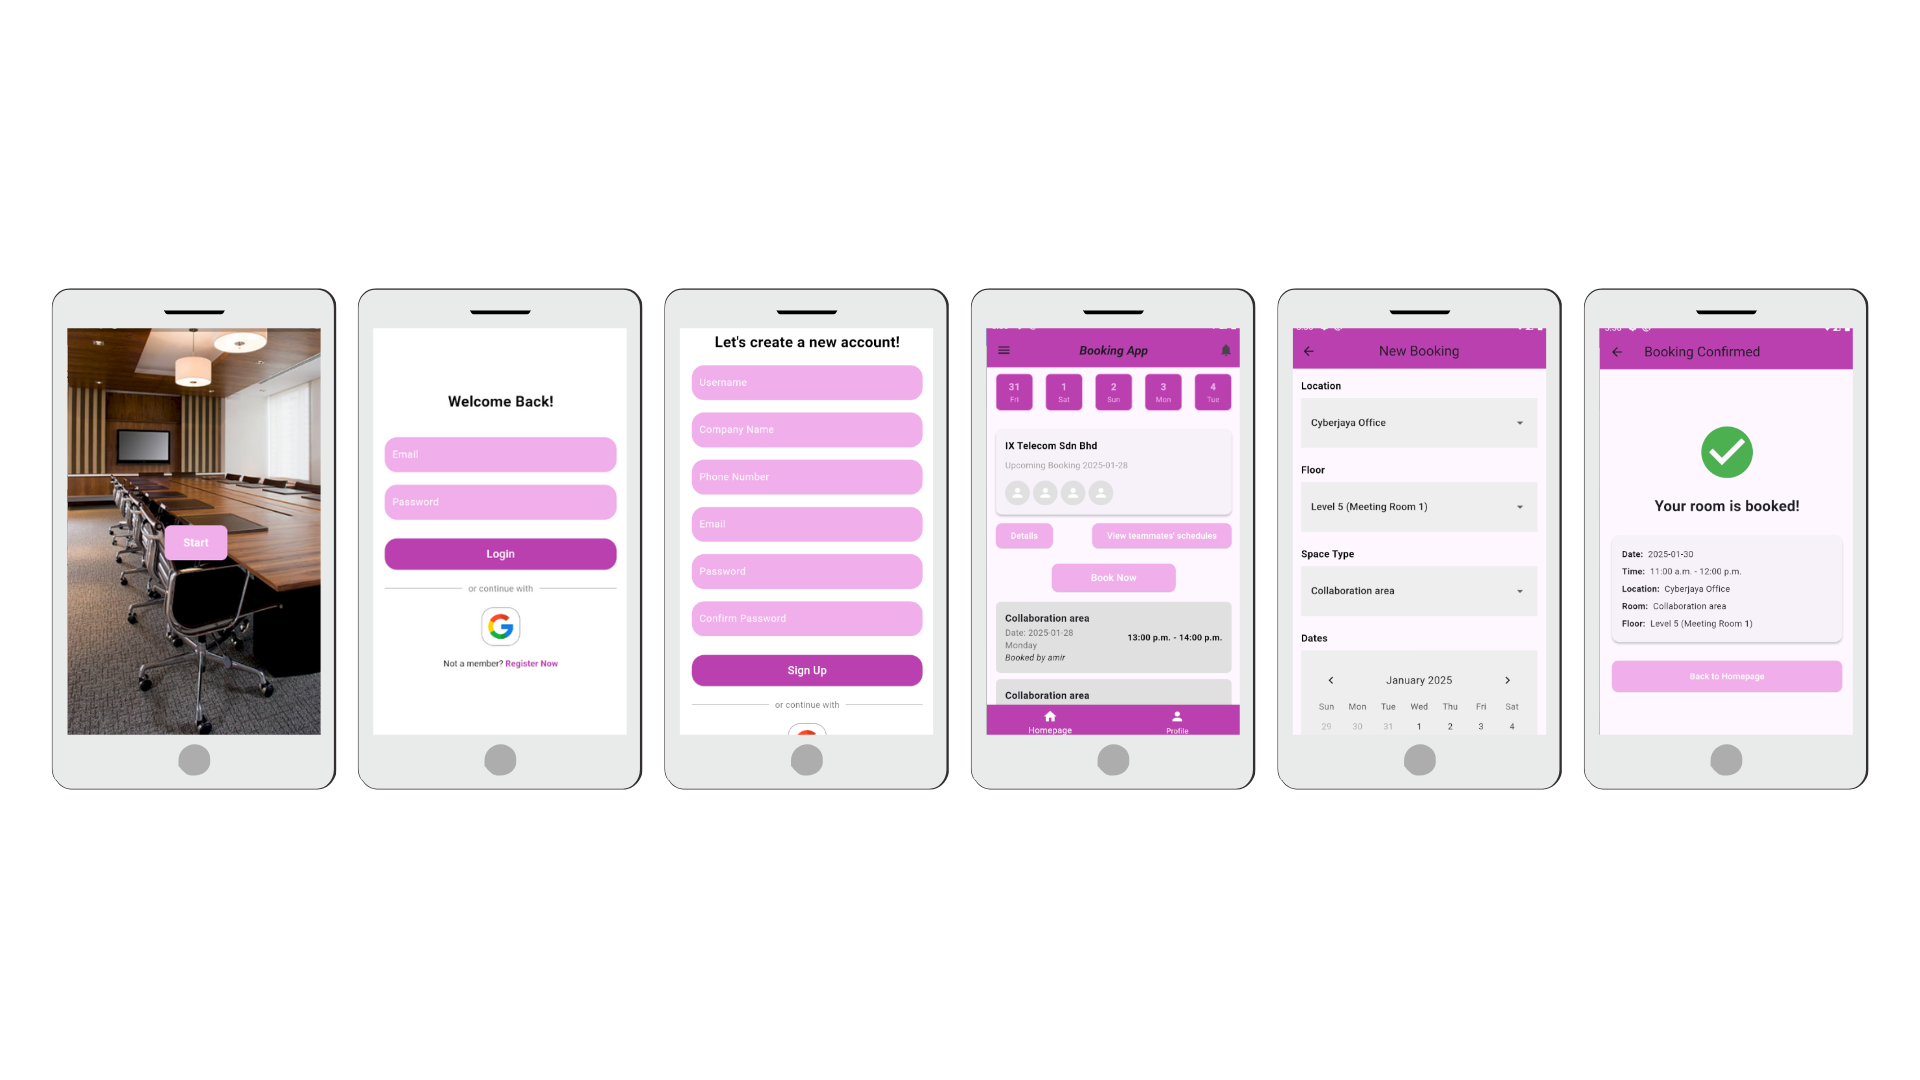 Start
Welcome Back!
Email
Password
Login
or continue with
Not a member? Register Now
Let's create a new account!
Username
Company Name
Phone Number
Email
Password
Confirm Password
Sign Up
or continue with
Booking App
31 1 2 3 4
Fri Sat Sun Mon Tue
IX Telecom Sdn Bhd
Upcoming Booking 2025-01-28
Details View teammates' schedules
Book Now
Collaboration area
Date: 2025-01-28
Monday
13:00 p.m. - 14:00 p.m.
Booked by amir
Collaboration area
Homepage Profile
New Booking
Location
Cyberjaya Office
Floor
Level 5 (Meeting Room 1)
Space Type
Collaboration area
Dates
January 2025
Sun Mon Tue Wed Thu Fri Sat
29 30 31 1 2 3 4
Booking Confirmed
Your room is booked!
Date: 2025-01-30
Time: 11:00 a.m. - 12:00 p.m.
Location: Cyberjaya Office
Room: Collaboration area
Floor: Level 5 (Meeting Room 1)
Back to Homepage